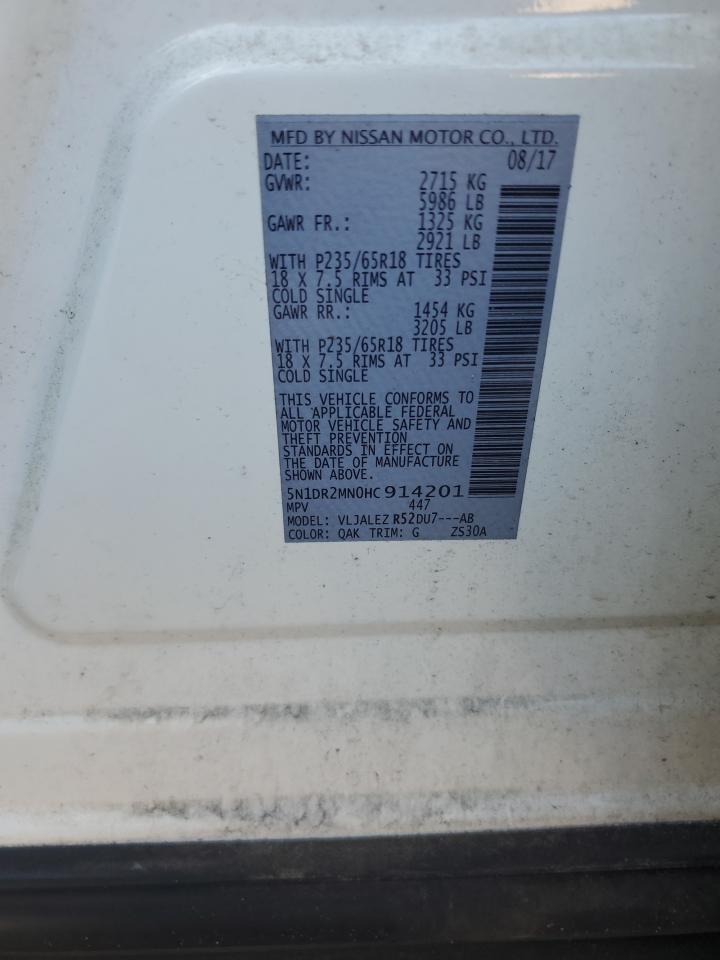 MFD BY NISSAN MOTOR CO., LTD.
DATE: 08/17
GVWR: 2715 KG
5986 LB
GAWR FR.: 1325 KG
2921 LB
WITH P235/65R18 TIRES
18 X 7.5 RIMS AT 33 PSI
COLD SINGLE
GAWR RR.: 1454 KG
3205 LB
WITH P235/65R18 TIRES
18 X 7.5 RIMS AT 33 PSI
COLD SINGLE
THIS VEHICLE CONFORMS TO
ALL APPLICABLE FEDERAL
MOTOR VEHICLE SAFETY AND
THEFT PREVENTION
STANDARDS IN EFFECT ON
THE DATE OF MANUFACTURE
SHOWN ABOVE.
5N1DR2MN0HC914201
MPV 447
MODEL: VLJALEZ R52DU7---AB
COLOR: QAK TRIM: G ZS30A